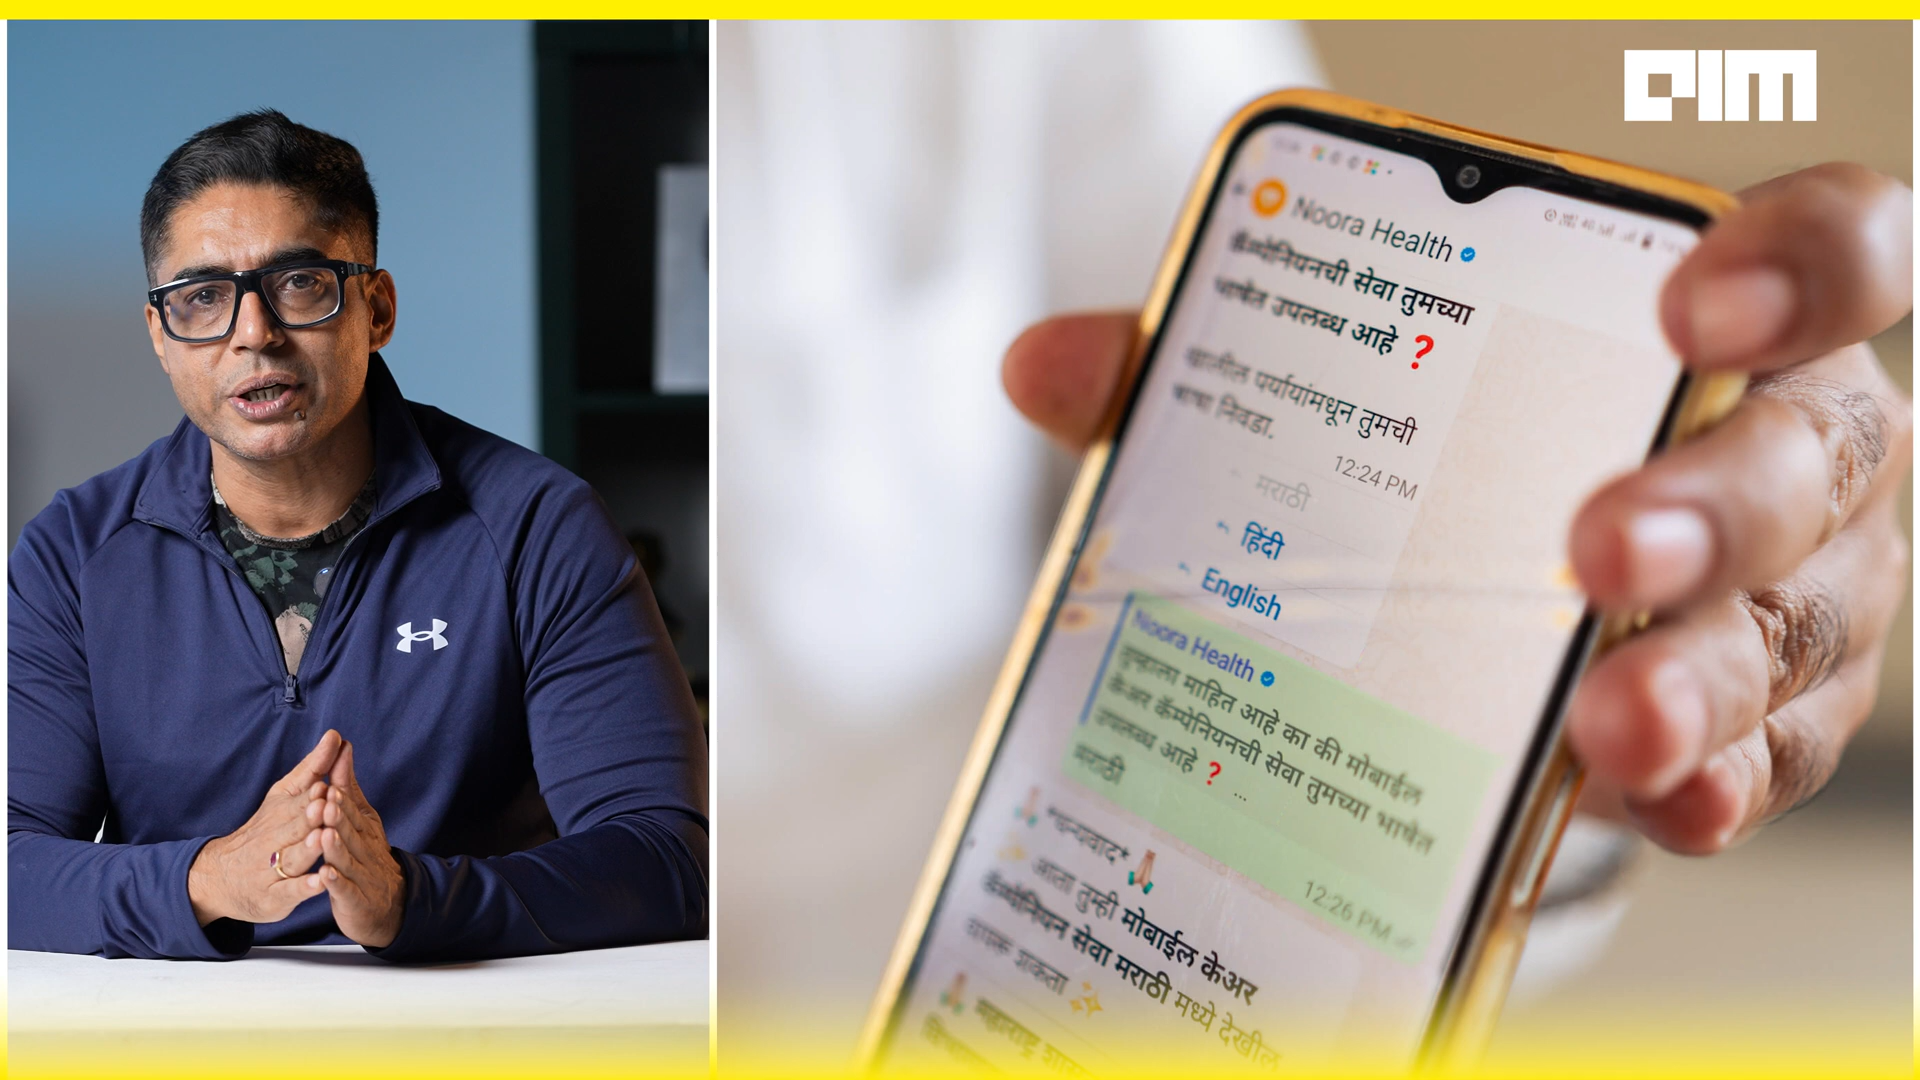 AIM
Noora Health
कॅम्पेनियनची सेवा तुमच्या
भाषेत उपलब्ध आहे ❓
खालील पर्यायांमधून तुमची
भाषा निवडा.
12:24 PM
मराठी
हिंदी
English
Noora Health
तुम्हाला माहित आहे का की मोबाईल
केअर कॅम्पेनियनची सेवा तुमच्या भाषेत
उपलब्ध आहे ❓ ...
मराठी
12:26 PM
*धन्यवाद* 🙏
आता तुम्ही मोबाईल केअर
कॅम्पेनियन सेवा मराठी मध्ये देखील
वापरू शकता ✨